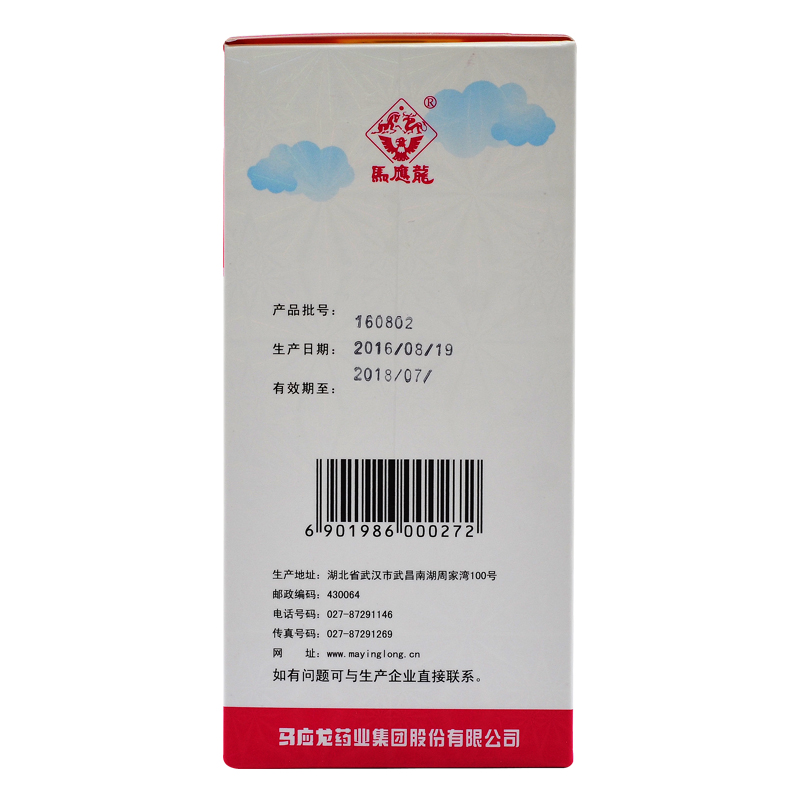 ®
馬應龍
产品批号： 160802
生产日期： 2016/08/19
有效期至： 2018/07/
6 901986 000272
生产地址：湖北省武汉市武昌南湖周家湾100号
邮政编码：430064
电话号码：027-87291146
传真号码：027-87291269
网　　址：www.mayinglong.cn
如有问题可与生产企业直接联系。
马应龙药业集团股份有限公司